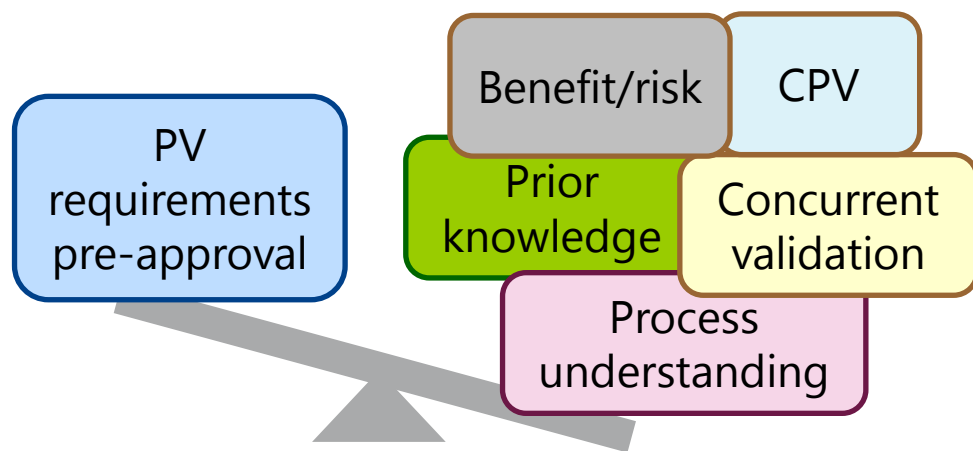 PV
requirements
pre-approval
Benefit/risk
CPV
Prior
knowledge
Concurrent
validation
Process
understanding